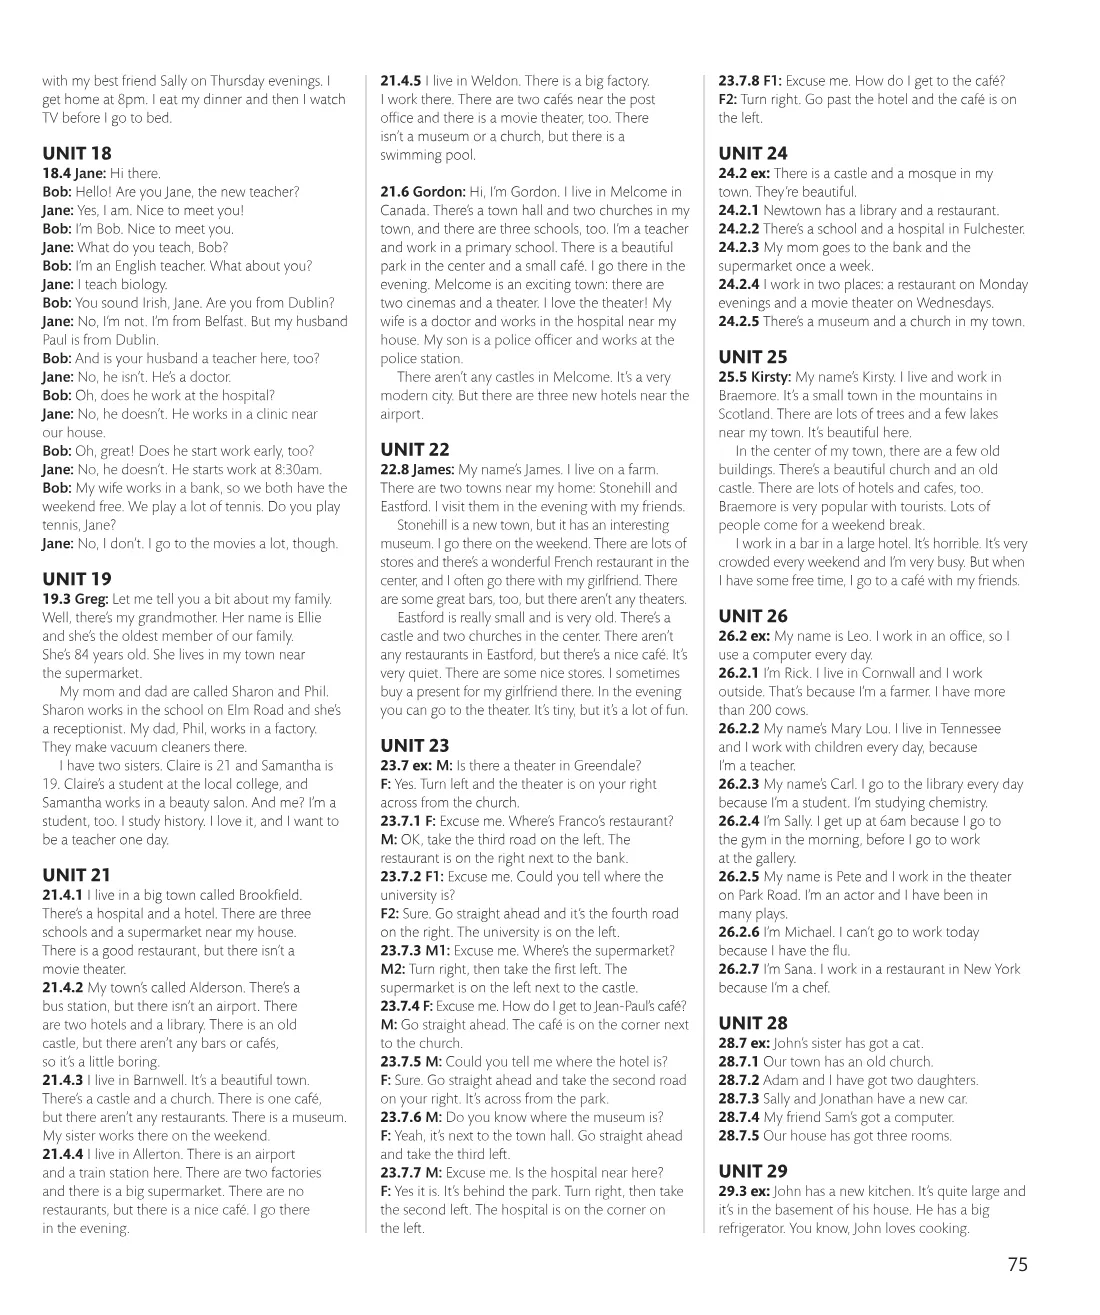 with my best friend Sally on Thursday evenings. I
get home at 8pm. I eat my dinner and then I watch
TV before I go to bed.
UNIT 18
18.4 Jane: Hi there.
Bob: Hello! Are you Jane, the new teacher?
Jane: Yes, I am. Nice to meet you!
Bob: I’m Bob. Nice to meet you.
Jane: What do you teach, Bob?
Bob: I’m an English teacher. What about you?
Jane: I teach biology.
Bob: You sound Irish, Jane. Are you from Dublin?
Jane: No, I’m not. I’m from Belfast. But my husband
Paul is from Dublin.
Bob: And is your husband a teacher here, too?
Jane: No, he isn’t. He’s a doctor.
Bob: Oh, does he work at the hospital?
Jane: No, he doesn’t. He works in a clinic near
our house.
Bob: Oh, great! Does he start work early, too?
Jane: No, he doesn’t. He starts work at 8:30am.
Bob: My wife works in a bank, so we both have the
weekend free. We play a lot of tennis. Do you play
tennis, Jane?
Jane: No, I don’t. I go to the movies a lot, though.
UNIT 19
19.3 Greg: Let me tell you a bit about my family.
Well, there’s my grandmother. Her name is Ellie
and she’s the oldest member of our family.
She’s 84 years old. She lives in my town near
the supermarket.
My mom and dad are called Sharon and Phil.
Sharon works in the school on Elm Road and she’s
a receptionist. My dad, Phil, works in a factory.
They make vacuum cleaners there.
I have two sisters. Claire is 21 and Samantha is
19. Claire’s a student at the local college, and
Samantha works in a beauty salon. And me? I’m a
student, too. I study history. I love it, and I want to
be a teacher one day.
UNIT 21
21.4.1 I live in a big town called Brookfield.
There’s a hospital and a hotel. There are three
schools and a supermarket near my house.
There is a good restaurant, but there isn’t a
movie theater.
21.4.2 My town’s called Alderson. There’s a
bus station, but there isn’t an airport. There
are two hotels and a library. There is an old
castle, but there aren’t any bars or cafés,
so it’s a little boring.
21.4.3 I live in Barnwell. It’s a beautiful town.
There’s a castle and a church. There is one café,
but there aren’t any restaurants. There is a museum.
My sister works there on the weekend.
21.4.4 I live in Allerton. There is an airport
and a train station here. There are two factories
and there is a big supermarket. There are no
restaurants, but there is a nice café. I go there
in the evening.
21.4.5 I live in Weldon. There is a big factory.
I work there. There are two cafés near the post
office and there is a movie theater, too. There
isn’t a museum or a church, but there is a
swimming pool.
21.6 Gordon: Hi, I’m Gordon. I live in Melcome in
Canada. There’s a town hall and two churches in my
town, and there are three schools, too. I’m a teacher
and work in a primary school. There is a beautiful
park in the center and a small café. I go there in the
evening. Melcome is an exciting town: there are
two cinemas and a theater. I love the theater! My
wife is a doctor and works in the hospital near my
house. My son is a police officer and works at the
police station.
There aren’t any castles in Melcome. It’s a very
modern city. But there are three new hotels near the
airport.
UNIT 22
22.8 James: My name’s James. I live on a farm.
There are two towns near my home: Stonehill and
Eastford. I visit them in the evening with my friends.
Stonehill is a new town, but it has an interesting
museum. I go there on the weekend. There are lots of
stores and there’s a wonderful French restaurant in the
center, and I often go there with my girlfriend. There
are some great bars, too, but there aren’t any theaters.
Eastford is really small and is very old. There’s a
castle and two churches in the center. There aren’t
any restaurants in Eastford, but there’s a nice café. It’s
very quiet. There are some nice stores. I sometimes
buy a present for my girlfriend there. In the evening
you can go to the theater. It’s tiny, but it’s a lot of fun.
UNIT 23
23.7 ex: M: Is there a theater in Greendale?
F: Yes. Turn left and the theater is on your right
across from the church.
23.7.1 F: Excuse me. Where’s Franco’s restaurant?
M: OK, take the third road on the left. The
restaurant is on the right next to the bank.
23.7.2 F1: Excuse me. Could you tell where the
university is?
F2: Sure. Go straight ahead and it’s the fourth road
on the right. The university is on the left.
23.7.3 M1: Excuse me. Where’s the supermarket?
M2: Turn right, then take the first left. The
supermarket is on the left next to the castle.
23.7.4 F: Excuse me. How do I get to Jean-Paul’s café?
M: Go straight ahead. The café is on the corner next
to the church.
23.7.5 M: Could you tell me where the hotel is?
F: Sure. Go straight ahead and take the second road
on your right. It’s across from the park.
23.7.6 M: Do you know where the museum is?
F: Yeah, it’s next to the town hall. Go straight ahead
and take the third left.
23.7.7 M: Excuse me. Is the hospital near here?
F: Yes it is. It’s behind the park. Turn right, then take
the second left. The hospital is on the corner on
the left.
23.7.8 F1: Excuse me. How do I get to the café?
F2: Turn right. Go past the hotel and the café is on
the left.
UNIT 24
24.2 ex: There is a castle and a mosque in my
town. They’re beautiful.
24.2.1 Newtown has a library and a restaurant.
24.2.2 There’s a school and a hospital in Fulchester.
24.2.3 My mom goes to the bank and the
supermarket once a week.
24.2.4 I work in two places: a restaurant on Monday
evenings and a movie theater on Wednesdays.
24.2.5 There’s a museum and a church in my town.
UNIT 25
25.5 Kirsty: My name’s Kirsty. I live and work in
Braemore. It’s a small town in the mountains in
Scotland. There are lots of trees and a few lakes
near my town. It’s beautiful here.
In the center of my town, there are a few old
buildings. There’s a beautiful church and an old
castle. There are lots of hotels and cafes, too.
Braemore is very popular with tourists. Lots of
people come for a weekend break.
I work in a bar in a large hotel. It’s horrible. It’s very
crowded every weekend and I’m very busy. But when
I have some free time, I go to a café with my friends.
UNIT 26
26.2 ex: My name is Leo. I work in an office, so I
use a computer every day.
26.2.1 I’m Rick. I live in Cornwall and I work
outside. That’s because I’m a farmer. I have more
than 200 cows.
26.2.2 My name’s Mary Lou. I live in Tennessee
and I work with children every day, because
I’m a teacher.
26.2.3 My name’s Carl. I go to the library every day
because I’m a student. I’m studying chemistry.
26.2.4 I’m Sally. I get up at 6am because I go to
the gym in the morning, before I go to work
at the gallery.
26.2.5 My name is Pete and I work in the theater
on Park Road. I’m an actor and I have been in
many plays.
26.2.6 I’m Michael. I can’t go to work today
because I have the flu.
26.2.7 I’m Sana. I work in a restaurant in New York
because I’m a chef.
UNIT 28
28.7 ex: John’s sister has got a cat.
28.7.1 Our town has an old church.
28.7.2 Adam and I have got two daughters.
28.7.3 Sally and Jonathan have a new car.
28.7.4 My friend Sam’s got a computer.
28.7.5 Our house has got three rooms.
UNIT 29
29.3 ex: John has a new kitchen. It’s quite large and
it’s in the basement of his house. He has a big
refrigerator. You know, John loves cooking.
75